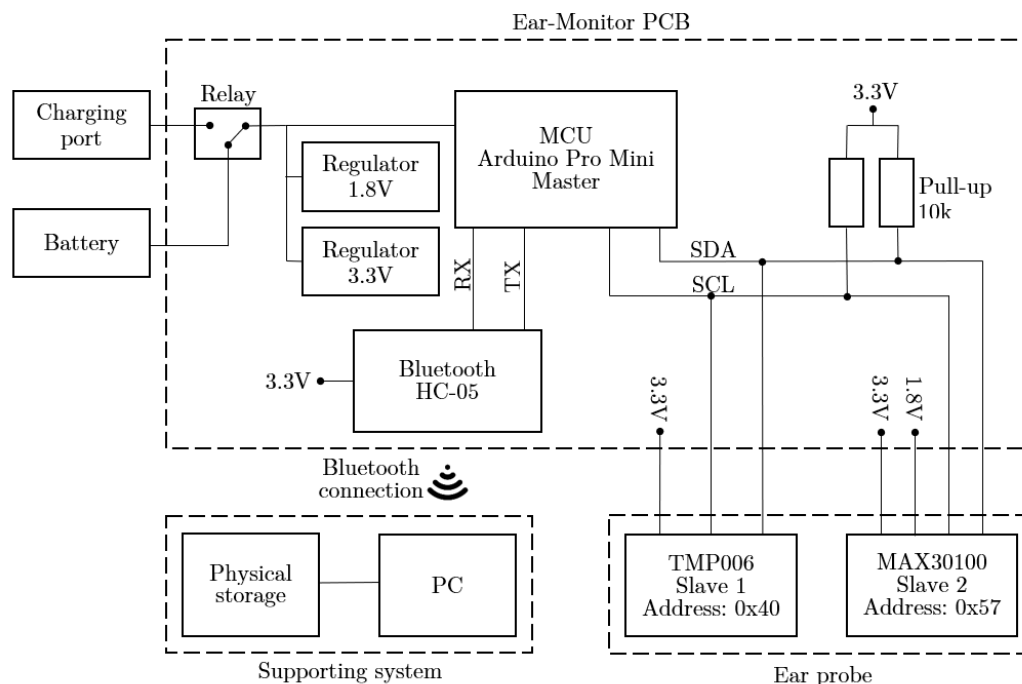 Ear-Monitor PCB
Charging
port
Relay
MCU
Arduino Pro Mini
Master
3.3V
Regulator
1.8V
Pull-up
10k
Battery
Regulator
3.3V
RX
TX
SDA
SCL
Bluetooth
HC-05
3.3V
3.3V
3.3V
1.8V
Bluetooth
connection
Physical
storage
PC
TMP006
Slave 1
Address: 0x40
MAX30100
Slave 2
Address: 0x57
Supporting system
Ear probe